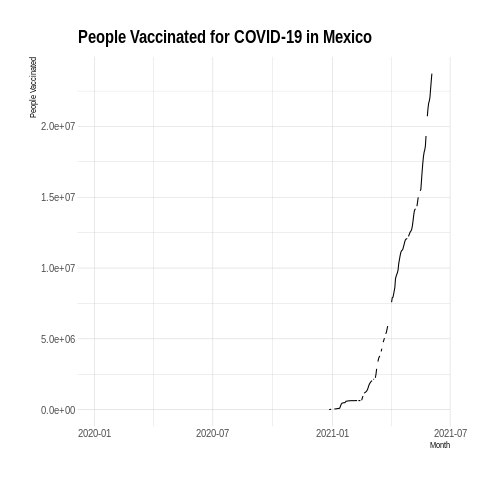 People Vaccinated for COVID-19 in Mexico
People Vaccinated
2.0e+07
1.5e+07
1.0e+07
5.0e+06
0.0e+00
2020-01 2020-07 2021-01 2021-07
Month